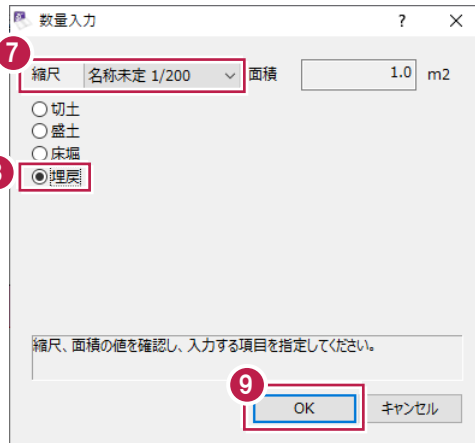 数量入力 ? ×
7
縮尺 名称未定 1/200 面積 1.0 m2
切土
盛土
床堀
8 埋戻
縮尺、面積の値を確認し、入力する項目を指定してください。
9
OK キャンセル